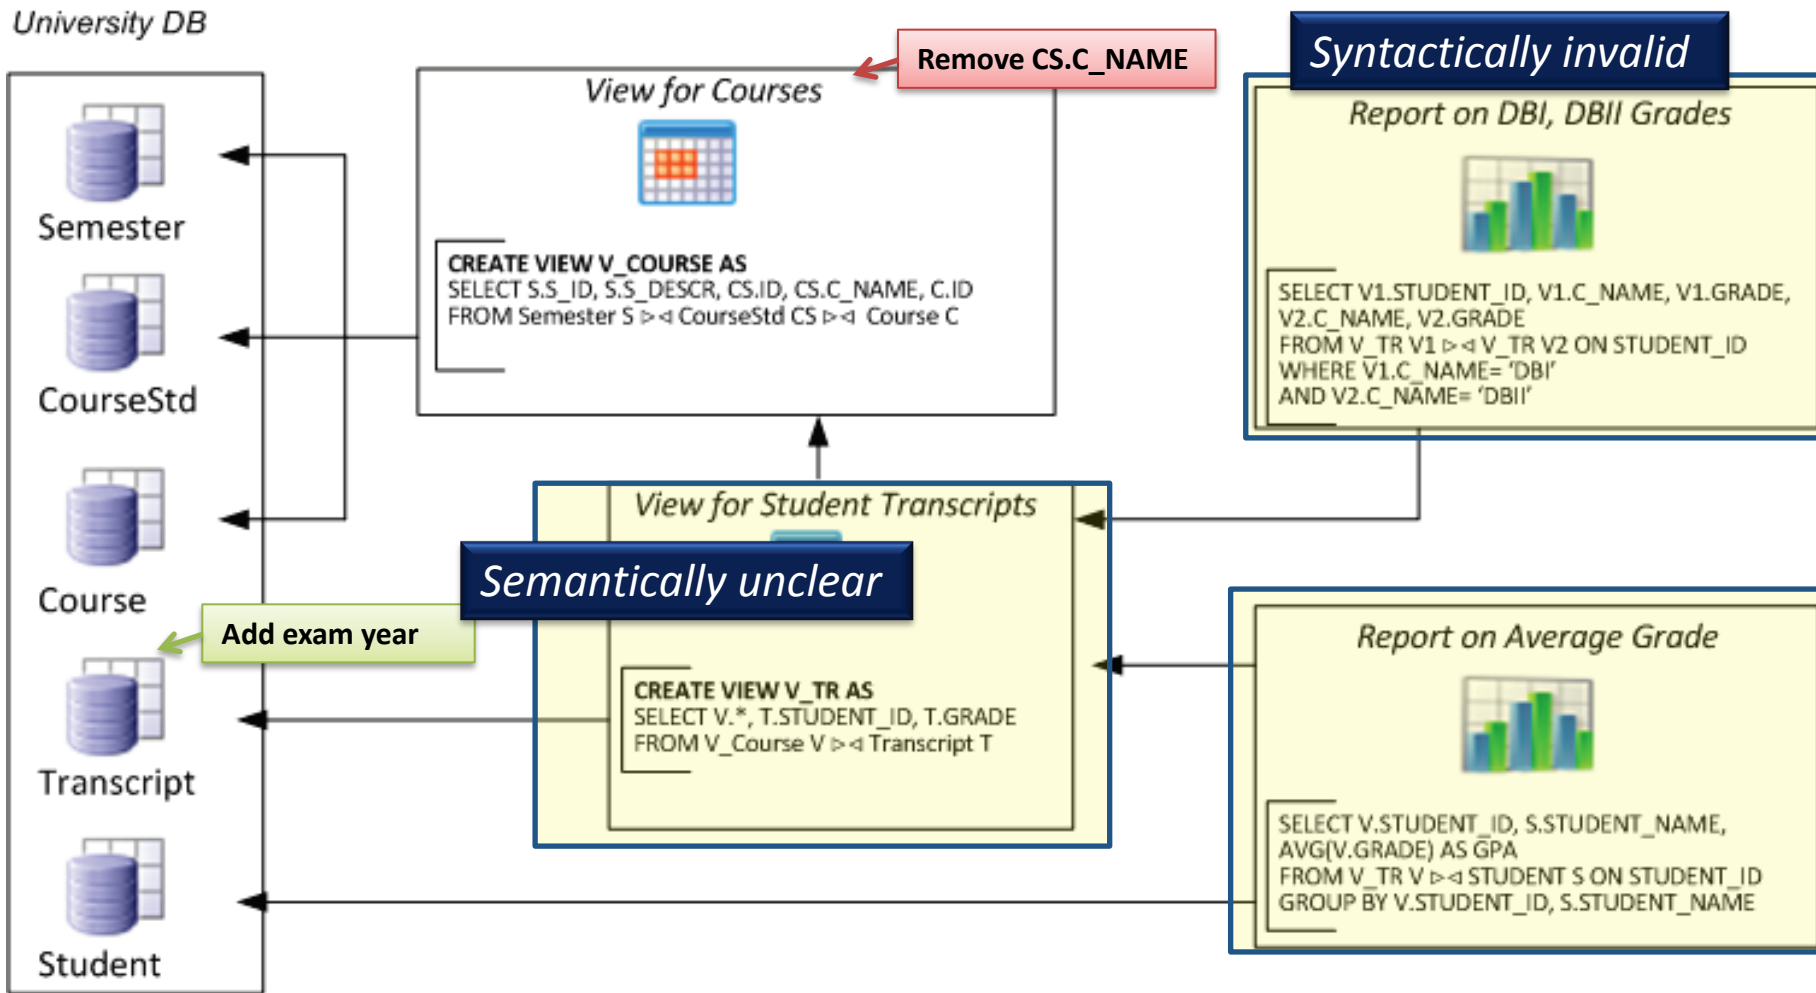 University DB
Semester
CourseStd
Course
Transcript
Student
Add exam year
Remove CS.C_NAME
View for Courses
CREATE VIEW V_COURSE AS
SELECT S.S_ID, S.S_DESCR, CS.ID, CS.C_NAME, C.ID
FROM Semester S ⊳⊲ CourseStd CS ⊳⊲ Course C
View for Student Transcripts
Semantically unclear
CREATE VIEW V_TR AS
SELECT V.*, T.STUDENT_ID, T.GRADE
FROM V_Course V ⊳⊲ Transcript T
Syntactically invalid
Report on DBI, DBII Grades
SELECT V1.STUDENT_ID, V1.C_NAME, V1.GRADE,
V2.C_NAME, V2.GRADE
FROM V_TR V1 ⊳⊲ V_TR V2 ON STUDENT_ID
WHERE V1.C_NAME= ‘DBI’
AND V2.C_NAME= ‘DBII’
Report on Average Grade
SELECT V.STUDENT_ID, S.STUDENT_NAME,
AVG(V.GRADE) AS GPA
FROM V_TR V ⊳⊲ STUDENT S ON STUDENT_ID
GROUP BY V.STUDENT_ID, S.STUDENT_NAME